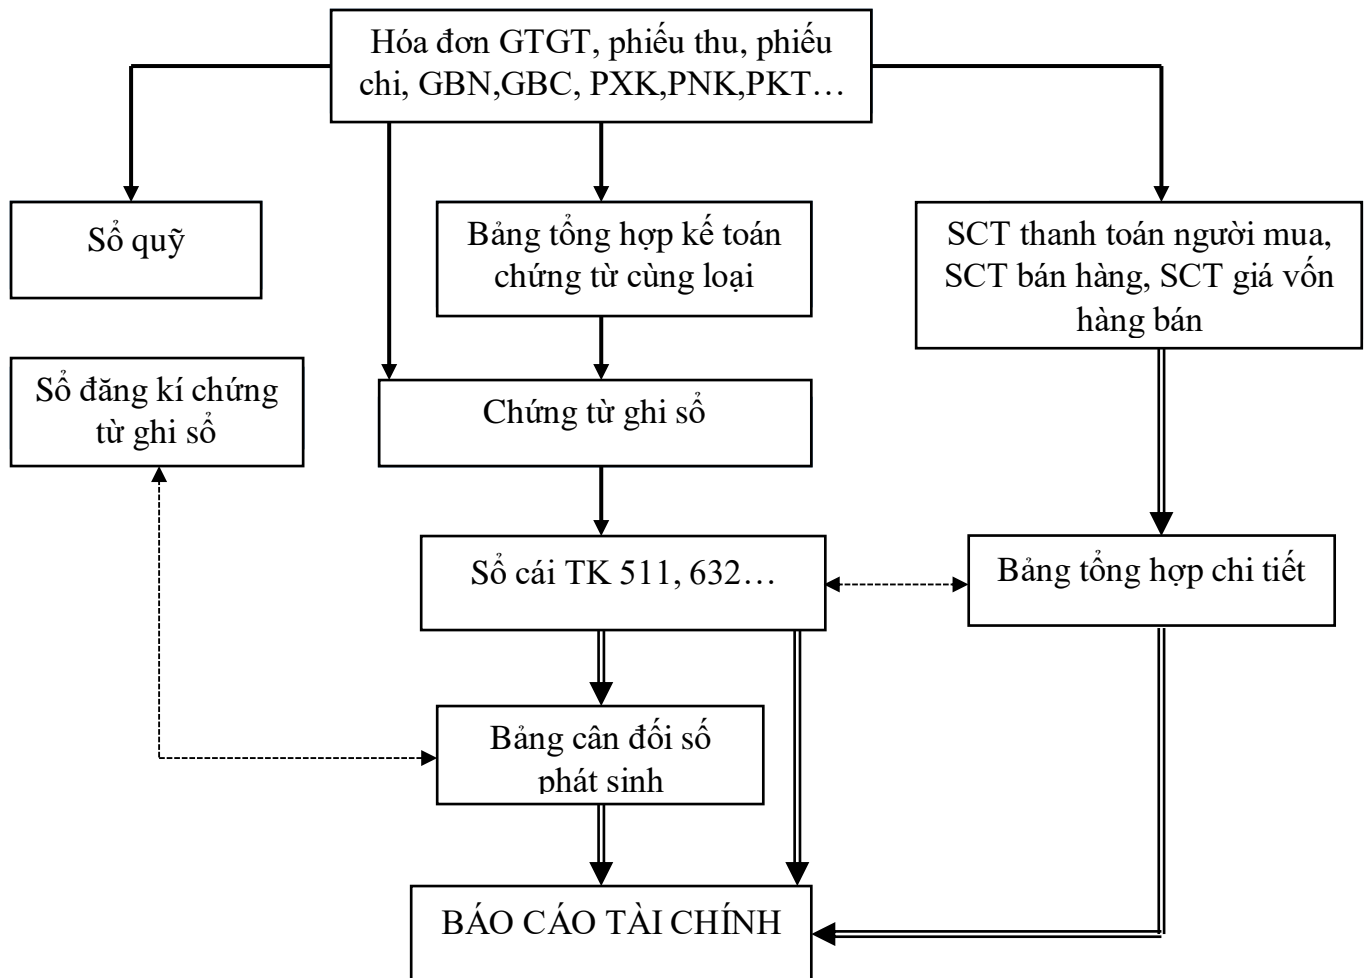 Hóa đơn GTGT, phiếu thu, phiếu
chi, GBN,GBC, PXK,PNK,PKT…
Sổ quỹ
Bảng tổng hợp kế toán
chứng từ cùng loại
SCT thanh toán người mua,
SCT bán hàng, SCT giá vốn
hàng bán
Sổ đăng kí chứng
từ ghi sổ
Chứng từ ghi sổ
Sổ cái TK 511, 632…
Bảng tổng hợp chi tiết
Bảng cân đối số
phát sinh
BÁO CÁO TÀI CHÍNH